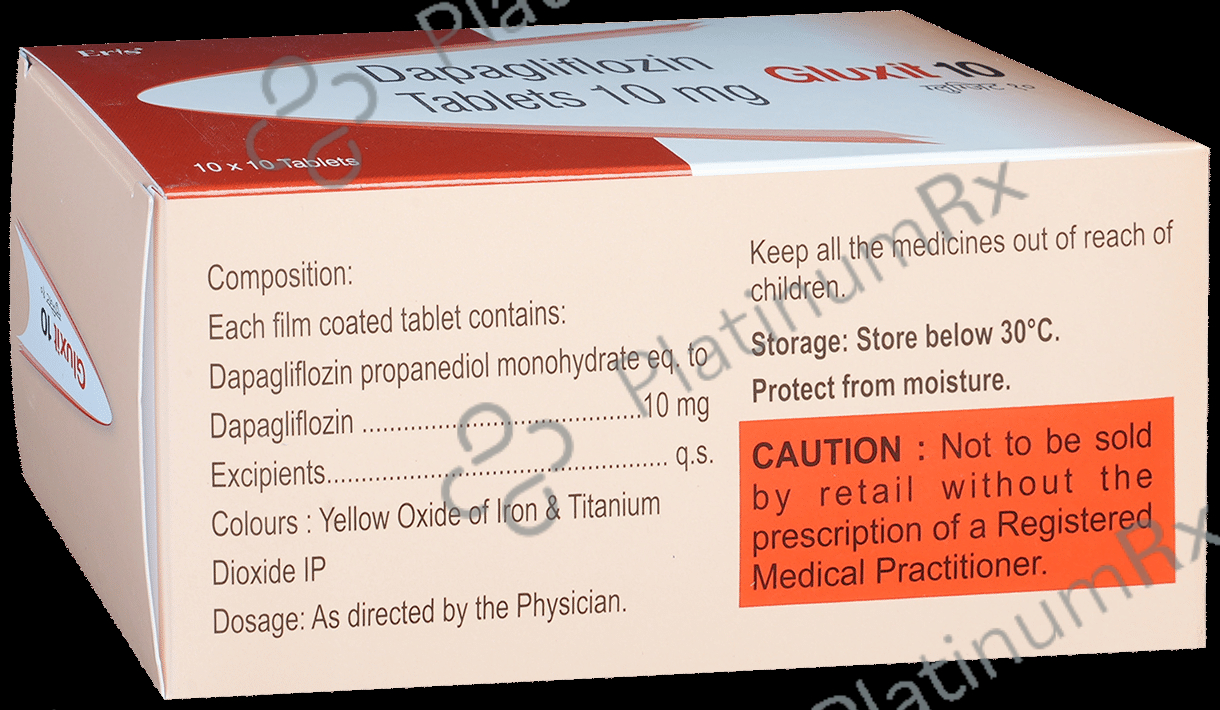 Eris
Dapagliflozin
Tablets 10 mg
Gluxit 10
ग्लुक्सिट १०
10 x 10 Tablets
Gluxit 10
Composition:
Each film coated tablet contains:
Dapagliflozin propanediol monohydrate eq. to
Dapagliflozin .........................................10 mg
Excipients.................................................. q.s.
Colours : Yellow Oxide of Iron & Titanium
Dioxide IP
Dosage: As directed by the Physician.
Keep all the medicines out of reach of
children.
Storage: Store below 30°C.
Protect from moisture.
CAUTION : Not to be sold
by retail without the
prescription of a Registered
Medical Practitioner.
PlatinumRx
PlatinumRx
PlatinumRx